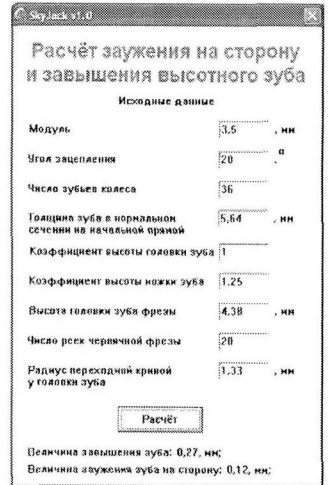 SkyJack v1.0
Расчёт заужения на сторону
и завышения высотного зуба
Исходные данные
Модуль 3,5 , мм
Угол зацепления 20 , °
Число зубьев колеса 36
Толщина зуба в нормальном
сечении на начальной прямой 5,64 , мм
Коэффициент высоты головки зуба 1
Коэффициент высоты ножки зуба 1,25
Высота головки зуба фрезы 4,38 , мм
Число реек червячной фрезы 20
Радиус переходной кривой
у головки зуба 1,33 , мм
Расчёт
Величина завышения зуба: 0,27, мм;
Величина заужения зуба на сторону: 0,12, мм;